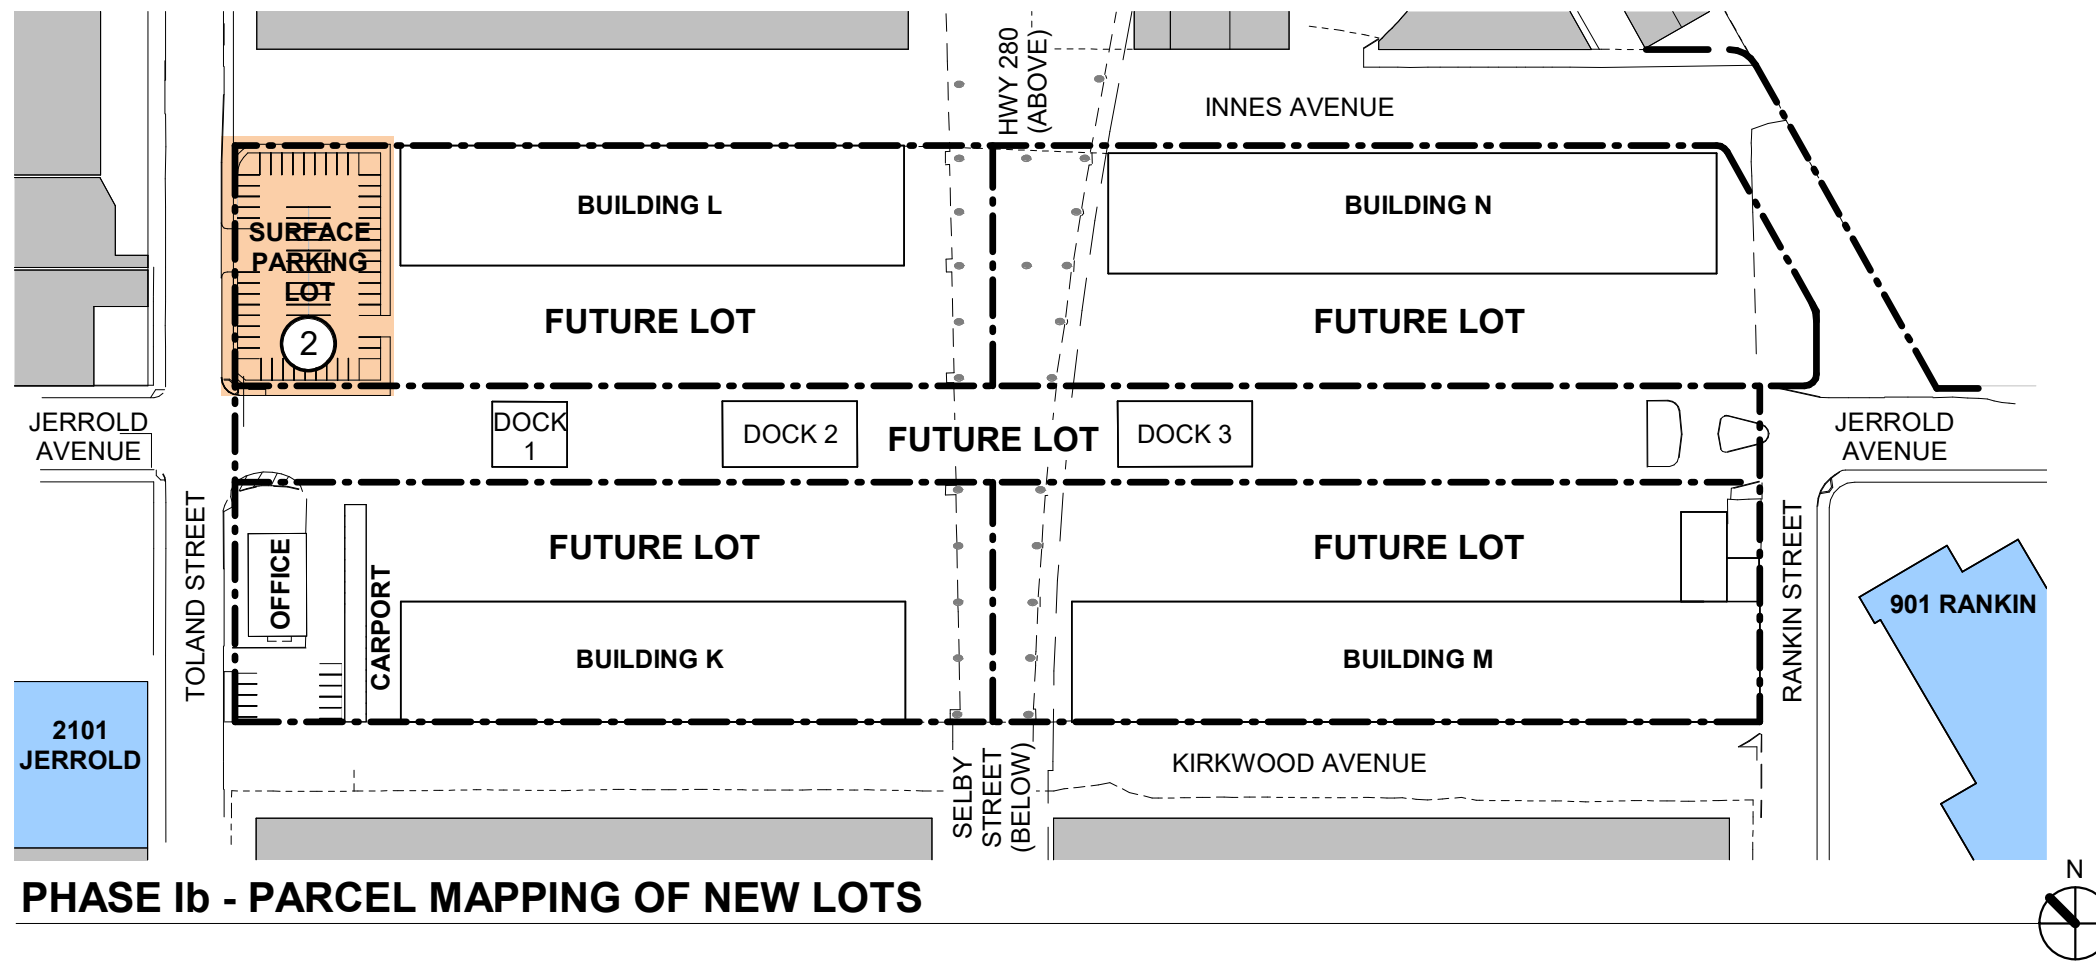 HWY 280
(ABOVE)
INNES AVENUE
BUILDING L
BUILDING N
SURFACE
PARKING
LOT
2
FUTURE LOT
FUTURE LOT
JERROLD
AVENUE
DOCK
1
DOCK 2
FUTURE LOT
DOCK 3
JERROLD
AVENUE
TOLAND STREET
OFFICE
CARPORT
FUTURE LOT
FUTURE LOT
RANKIN STREET
901 RANKIN
BUILDING K
BUILDING M
2101
JERROLD
SELBY
STREET
(BELOW)
KIRKWOOD AVENUE
PHASE Ib - PARCEL MAPPING OF NEW LOTS
N